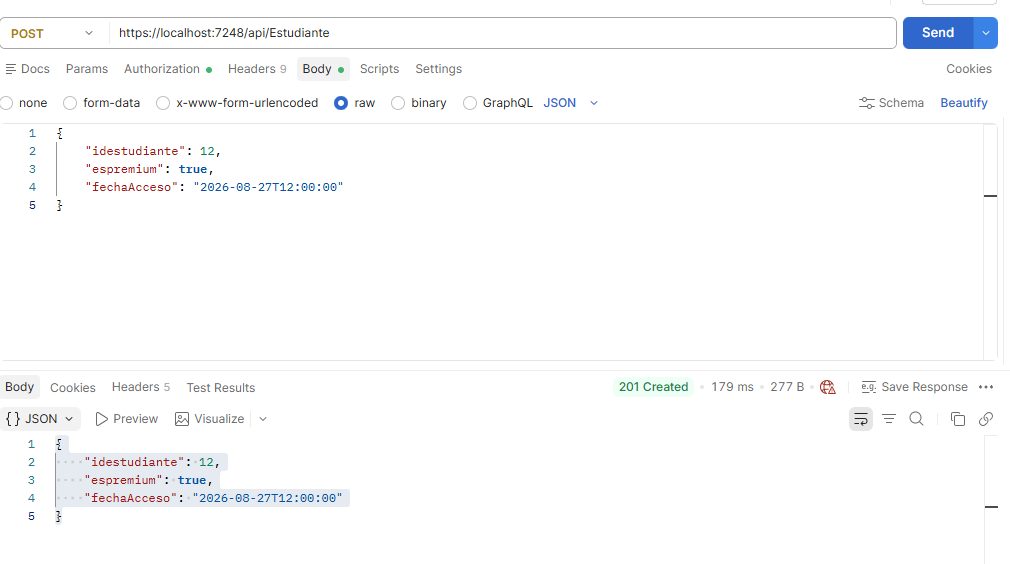 POST https://localhost:7248/api/Estudiante Send
Docs Params Authorization Headers 9 Body Scripts Settings Cookies
none form-data x-www-form-urlencoded raw binary GraphQL JSON Schema Beautify
1 {
2 "idestudiante": 12,
3 "espremium": true,
4 "fechaAcceso": "2026-08-27T12:00:00"
5 }
Body Cookies Headers 5 Test Results 201 Created 179 ms 277 B e.g. Save Response
{} JSON Preview Visualize
1 {
2 "idestudiante": 12,
3 "espremium": true,
4 "fechaAcceso": "2026-08-27T12:00:00"
5 }